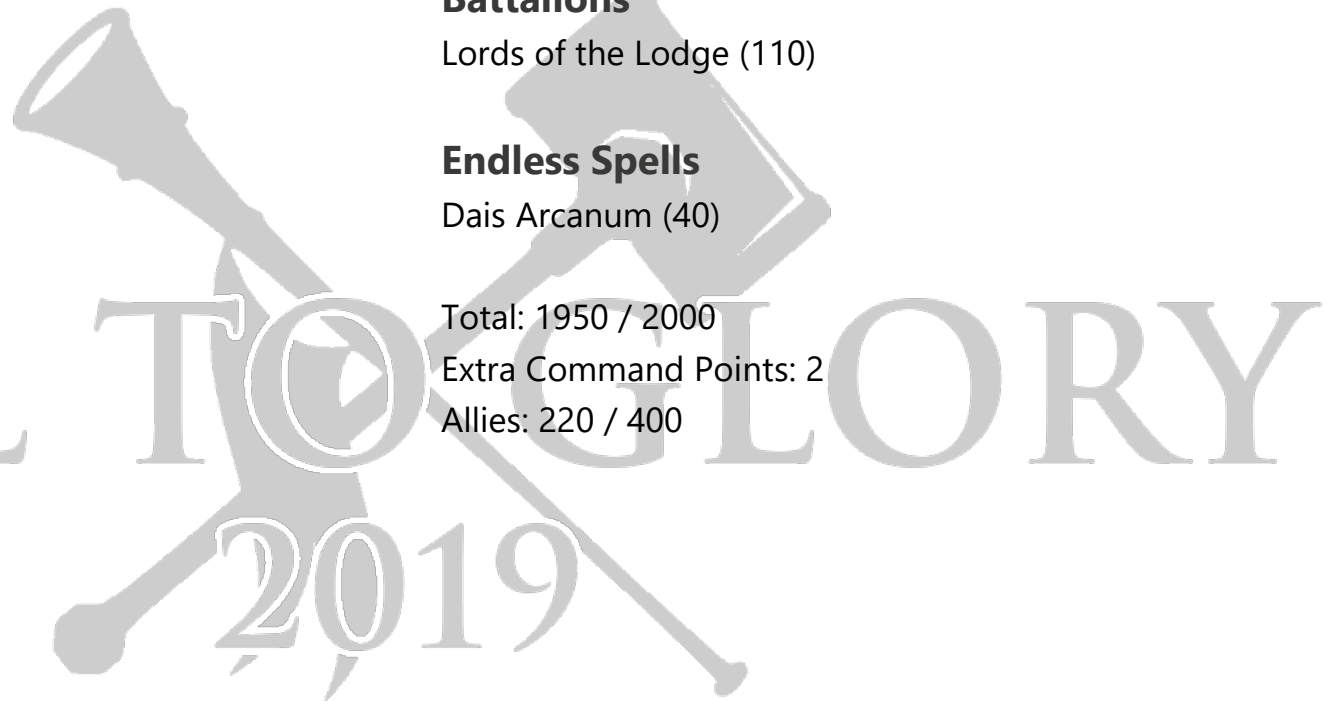 Battalions
Lords of the Lodge (110)
Endless Spells
Dais Arcanum (40)
Total: 1950 / 2000
Extra Command Points: 2
Allies: 220 / 400
L TO GLORY
2019